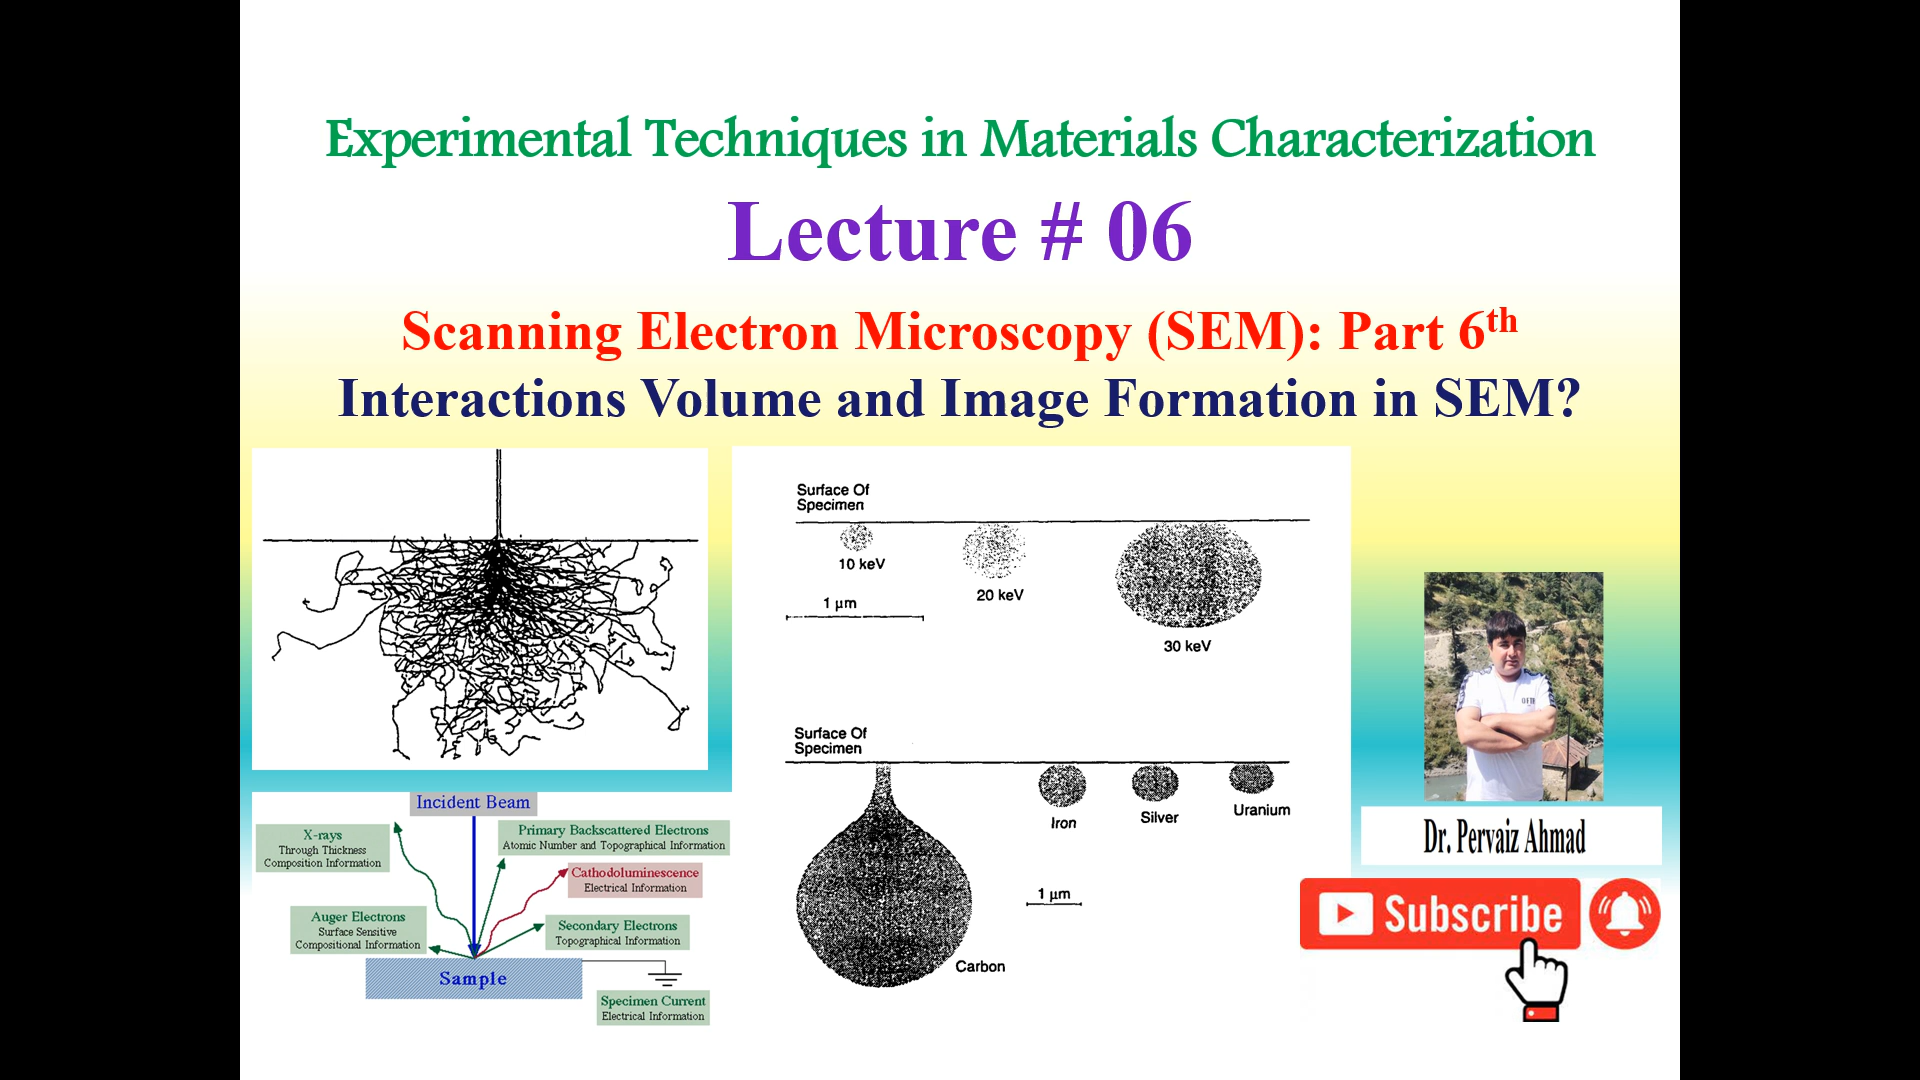 Experimental Techniques in Materials Characterization
Lecture # 06
Scanning Electron Microscopy (SEM): Part 6th
Interactions Volume and Image Formation in SEM?
Surface Of
Specimen
10 keV
20 keV
30 keV
1 µm
Surface Of
Specimen
Iron
Silver
Uranium
1 µm
Carbon
Incident Beam
X-rays
Through Thickness
Composition Information
Primary Backscattered Electrons
Atomic Number and Topographical Information
Cathodoluminescence
Electrical Information
Auger Electrons
Surface Sensitive
Compositional Information
Secondary Electrons
Topographical Information
Sample
Specimen Current
Electrical Information
Dr. Pervaiz Ahmad
Subscribe